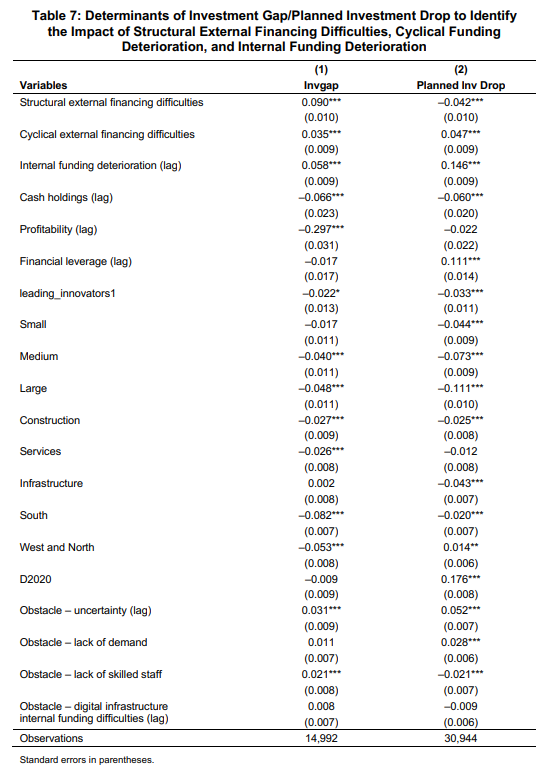 Table 7: Determinants of Investment Gap/Planned Investment Drop to Identify
the Impact of Structural External Financing Difficulties, Cyclical Funding
Deterioration, and Internal Funding Deterioration
(1) (2)
Variables Invgap Planned Inv Drop
Structural external financing difficulties 0.090*** –0.042***
(0.010) (0.010)
Cyclical external financing difficulties 0.035*** 0.047***
(0.009) (0.009)
Internal funding deterioration (lag) 0.058*** 0.146***
(0.009) (0.009)
Cash holdings (lag) –0.066*** –0.060***
(0.023) (0.020)
Profitability (lag) –0.297*** –0.022
(0.031) (0.022)
Financial leverage (lag) –0.017 0.111***
(0.017) (0.014)
leading_innovators1 –0.022* –0.033***
(0.013) (0.011)
Small –0.017 –0.044***
(0.011) (0.009)
Medium –0.040*** –0.073***
(0.011) (0.009)
Large –0.048*** –0.111***
(0.011) (0.010)
Construction –0.027*** –0.025***
(0.009) (0.008)
Services –0.026*** –0.012
(0.008) (0.008)
Infrastructure 0.002 –0.043***
(0.008) (0.007)
South –0.082*** –0.020***
(0.007) (0.007)
West and North –0.053*** 0.014**
(0.008) (0.006)
D2020 –0.009 0.176***
(0.009) (0.008)
Obstacle – uncertainty (lag) 0.031*** 0.052***
(0.009) (0.007)
Obstacle – lack of demand 0.011 0.028***
(0.007) (0.006)
Obstacle – lack of skilled staff 0.021*** –0.021***
(0.008) (0.007)
Obstacle – digital infrastructure 0.008 –0.009
internal funding difficulties (lag) (0.007) (0.006)
Observations 14,992 30,944
Standard errors in parentheses.